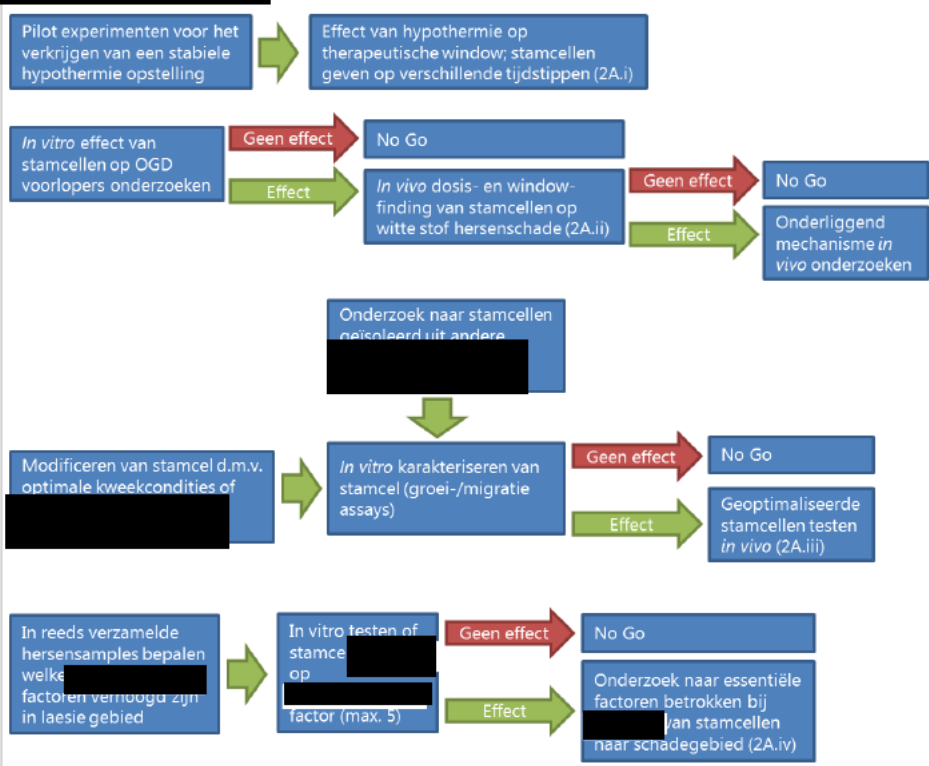 Pilot experimenten voor het
verkrijgen van een stabiele
hypothermie opstelling
Effect van hypothermie op
therapeutische window; stamcellen
geven op verschillende tijdstippen (2A.i)
In vitro effect van
stamcellen op OGD
voorlopers onderzoeken
Geen effect
No Go
Effect
In vivo dosis- en window-
finding van stamcellen op
witte stof hersenschade (2A.ii)
Geen effect
No Go
Effect
Onderliggend
mechanisme in
vivo onderzoeken
Onderzoek naar stamcellen
geïsoleerd uit andere
Modificeren van stamcel d.m.v.
optimale kweekcondities of
In vitro karakteriseren van
stamcel (groei-/migratie
assays)
Geen effect
No Go
Effect
Geoptimaliseerde
stamcellen testen
in vivo (2A.iii)
In reeds verzamelde
hersensamples bepalen
welke
factoren verhoogd zijn
in laesie gebied
In vitro testen of
stamce
op
factor (max. 5)
Geen effect
No Go
Effect
Onderzoek naar essentiële
factoren betrokken bij
van stamcellen
naar schadegebied (2A.iv)